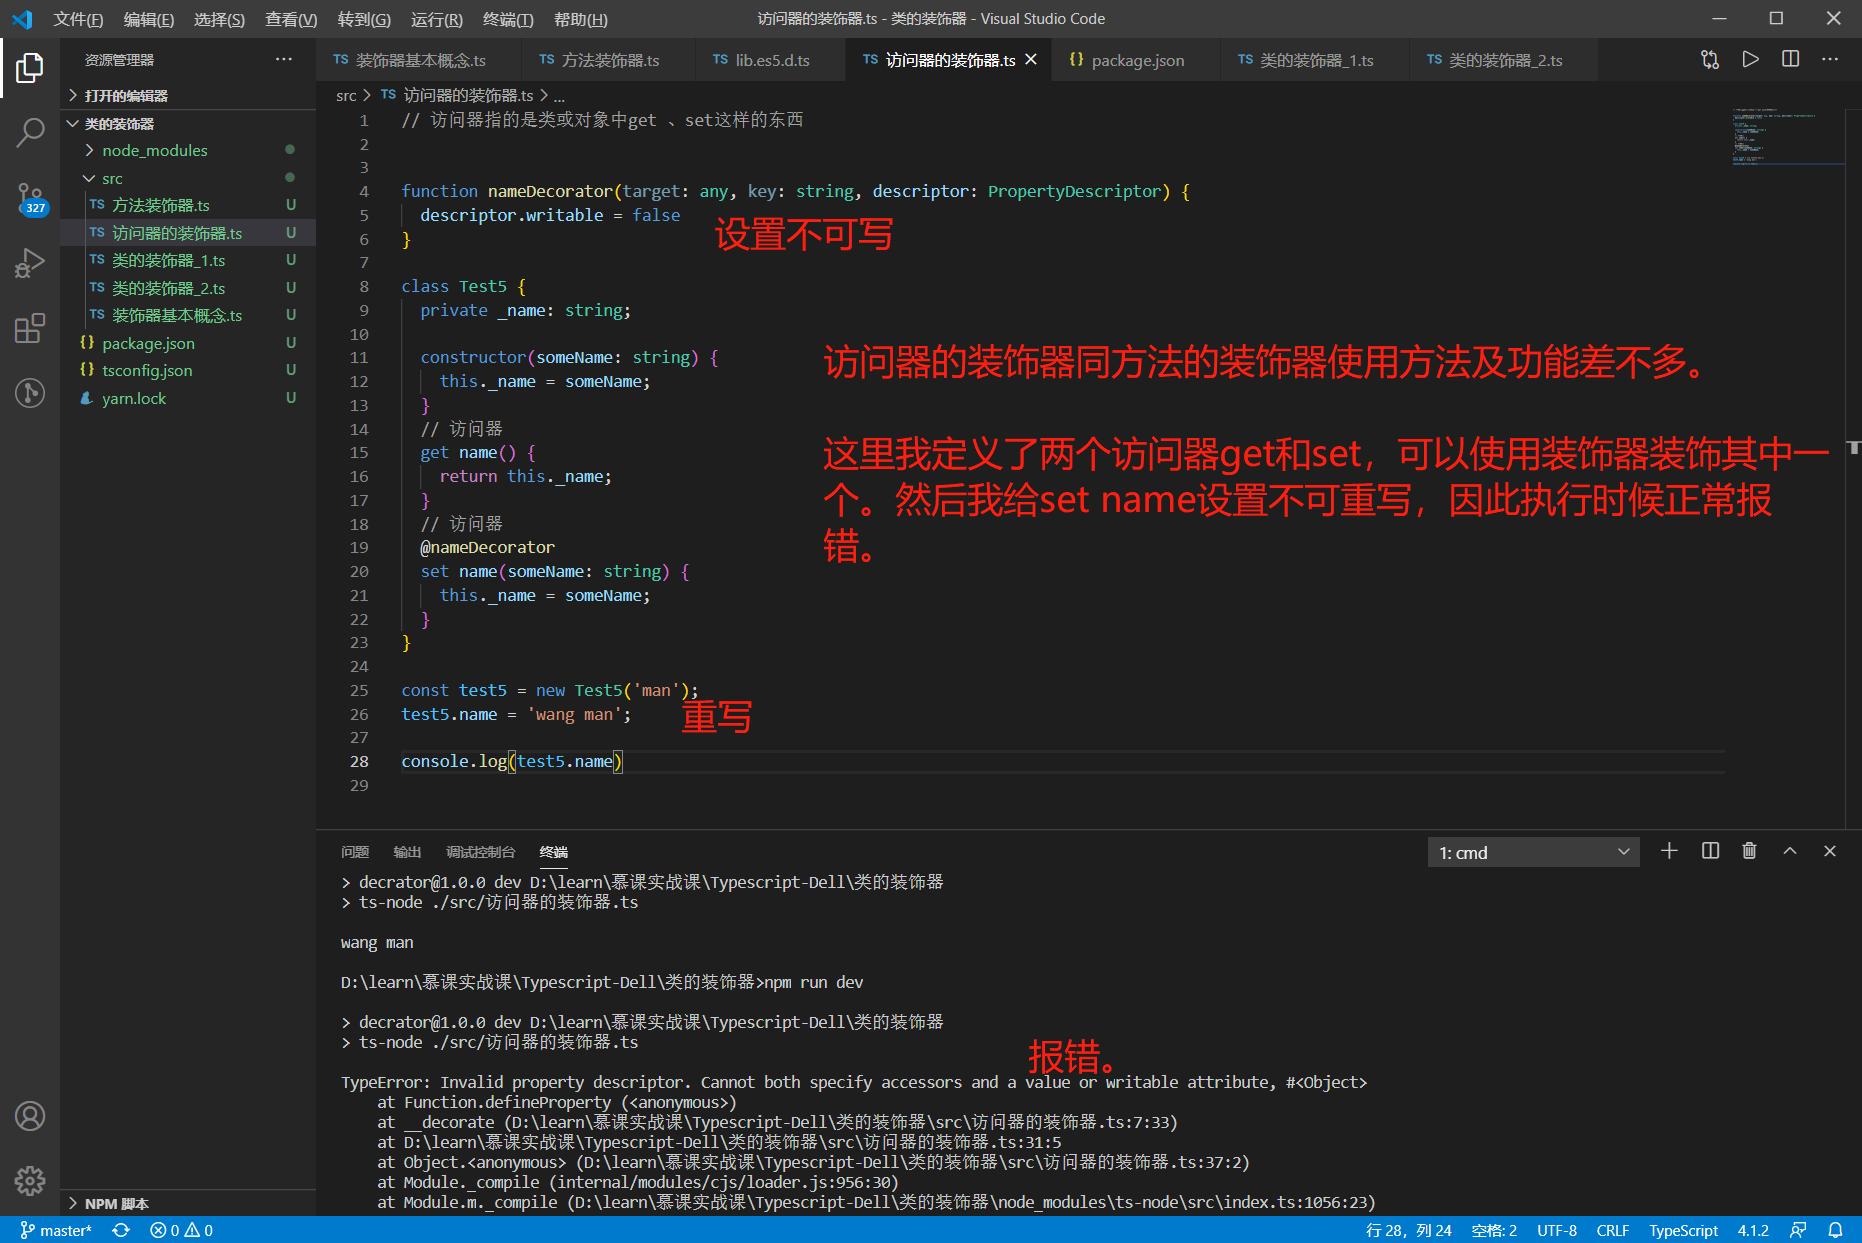 文件(F) 编辑(E) 选择(S) 查看(V) 转到(G) 运行(R) 终端(T) 帮助(H) 访问器的装饰器.ts - 类的装饰器 - Visual Studio Code
资源管理器 ···
TS 装饰器基本概念.ts TS 方法装饰器.ts TS lib.es5.d.ts TS 访问器的装饰器.ts {} package.json TS 类的装饰器_1.ts TS 类的装饰器_2.ts
打开的编辑器
类的装饰器
node_modules
src
TS 方法装饰器.ts U
TS 访问器的装饰器.ts U
TS 类的装饰器_1.ts U
TS 类的装饰器_2.ts U
TS 装饰器基本概念.ts U
{} package.json U
{} tsconfig.json U
yarn.lock U
NPM 脚本
327
src > TS 访问器的装饰器.ts > ...
1 // 访问器指的是类或对象中get 、set这样的东西
2
3
4 function nameDecorator(target: any, key: string, descriptor: PropertyDescriptor) {
5 descriptor.writable = false
设置不可写
6 }
7
8 class Test5 {
9 private _name: string;
10
11 constructor(someName: string) {
12 this._name = someName;
13 }
14 // 访问器
15 get name() {
16 return this._name;
17 }
18 // 访问器
19 @nameDecorator
20 set name(someName: string) {
21 this._name = someName;
22 }
23 }
24
25 const test5 = new Test5('man');
26 test5.name = 'wang man';
重写
27
28 console.log(test5.name)
29
访问器的装饰器同方法的装饰器使用方法及功能差不多。
这里我定义了两个访问器get和set，可以使用装饰器装饰其中一
个。然后我给set name设置不可重写，因此执行时候正常报
错。
问题 输出 调试控制台 终端 1: cmd
> decrator@1.0.0 dev D:\learn\慕课实战课\Typescript-Dell\类的装饰器
> ts-node ./src/访问器的装饰器.ts
wang man
D:\learn\慕课实战课\Typescript-Dell\类的装饰器>npm run dev
> decrator@1.0.0 dev D:\learn\慕课实战课\Typescript-Dell\类的装饰器
> ts-node ./src/访问器的装饰器.ts
报错。
TypeError: Invalid property descriptor. Cannot both specify accessors and a value or writable attribute, #<Object>
at Function.defineProperty (<anonymous>)
at __decorate (D:\learn\慕课实战课\Typescript-Dell\类的装饰器\src\访问器的装饰器.ts:7:33)
at D:\learn\慕课实战课\Typescript-Dell\类的装饰器\src\访问器的装饰器.ts:31:5
at Object.<anonymous> (D:\learn\慕课实战课\Typescript-Dell\类的装饰器\src\访问器的装饰器.ts:37:2)
at Module._compile (internal/modules/cjs/loader.js:956:30)
at Module.m._compile (D:\learn\慕课实战课\Typescript-Dell\类的装饰器\node_modules\ts-node\src\index.ts:1056:23)
master* 0 0 行 28，列 24 空格: 2 UTF-8 CRLF TypeScript 4.1.2